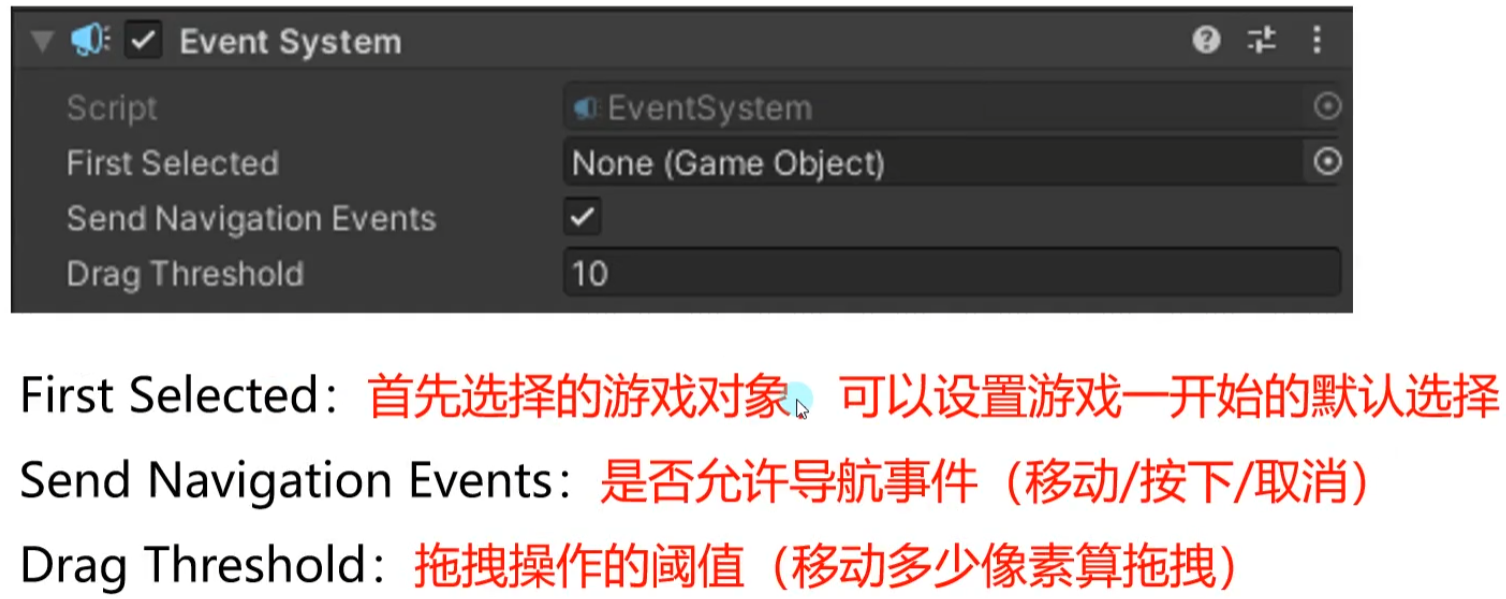 Event System
Script EventSystem
First Selected None (Game Object)
Send Navigation Events
Drag Threshold 10
First Selected：首先选择的游戏对象，可以设置游戏一开始的默认选择
Send Navigation Events：是否允许导航事件（移动/按下/取消）
Drag Threshold：拖拽操作的阈值（移动多少像素算拖拽）